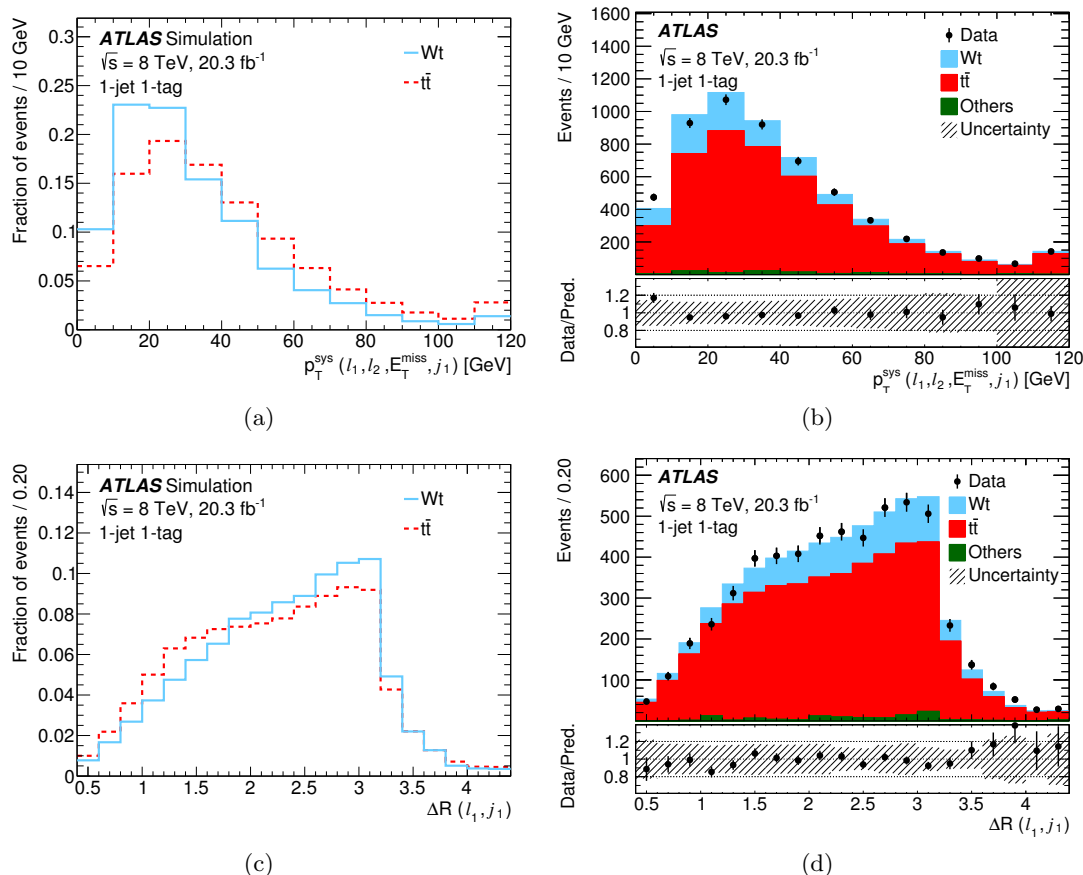 ATLAS Simulation
√s = 8 TeV, 20.3 fb⁻¹
1-jet 1-tag
Wt
tt̄
Fraction of events / 10 GeV
0.3
0.25
0.2
0.15
0.1
0.05
0
0 20 40 60 80 100 120
p_T^sys (l₁,l₂,E_T^miss,j₁) [GeV]
(a)
ATLAS
√s = 8 TeV, 20.3 fb⁻¹
1-jet 1-tag
Data
Wt
tt̄
Others
Uncertainty
Events / 10 GeV
1600
1400
1200
1000
800
600
400
200
Data/Pred.
1.2
1
0.8
0 20 40 60 80 100 120
p_T^sys (l₁,l₂,E_T^miss,j₁) [GeV]
(b)
ATLAS Simulation
√s = 8 TeV, 20.3 fb⁻¹
1-jet 1-tag
Wt
tt̄
Fraction of events / 0.20
0.14
0.12
0.1
0.08
0.06
0.04
0.02
0
0.5 1 1.5 2 2.5 3 3.5 4
ΔR (l₁,j₁)
(c)
ATLAS
√s = 8 TeV, 20.3 fb⁻¹
1-jet 1-tag
Data
Wt
tt̄
Others
Uncertainty
Events / 0.20
600
500
400
300
200
100
Data/Pred.
1.2
1
0.8
0.5 1 1.5 2 2.5 3 3.5 4
ΔR (l₁,j₁)
(d)